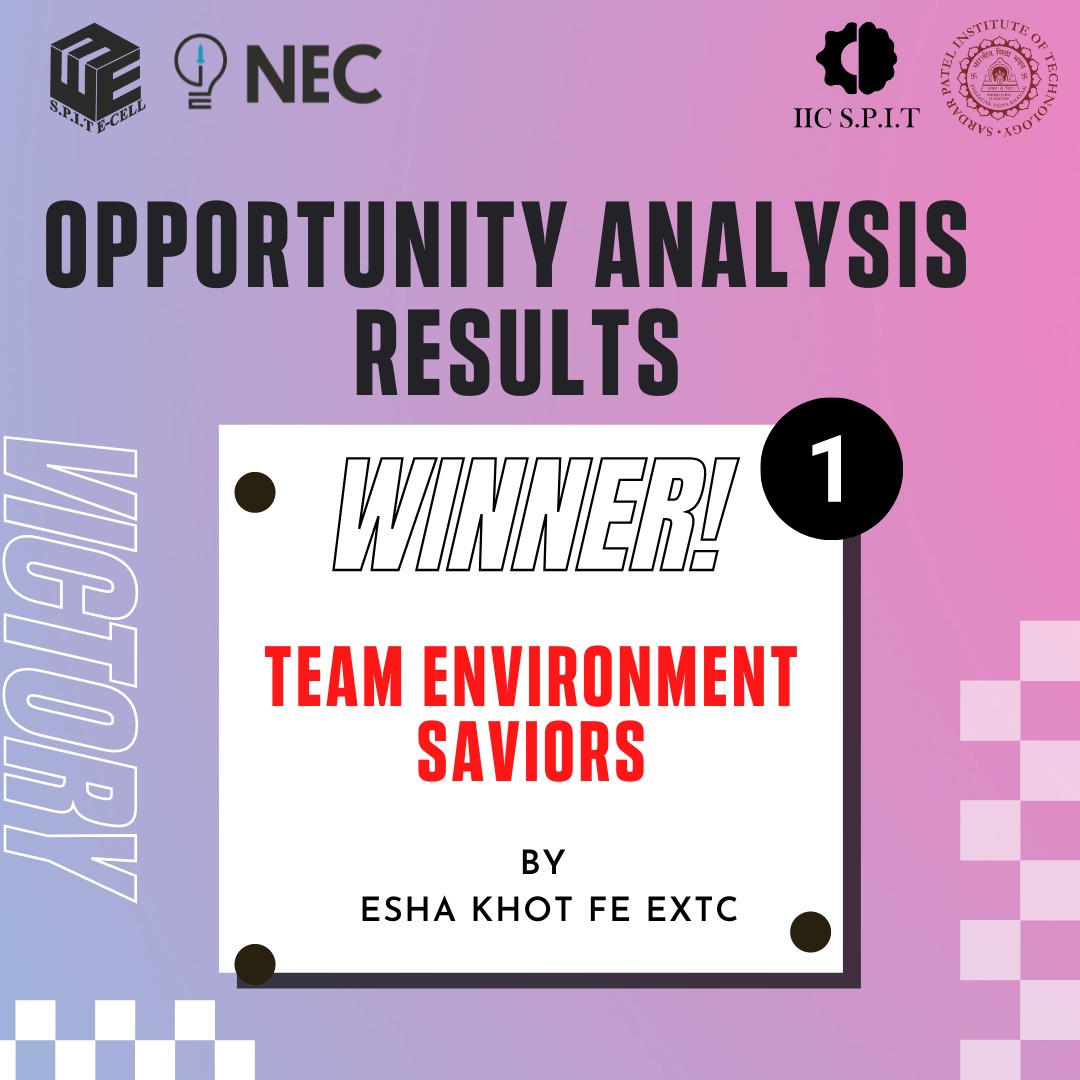 S.P.I.T E-CELL
NEC
IIC S.P.I.T
SARDAR PATEL INSTITUTE OF TECHNOLOGY
OPPORTUNITY ANALYSIS
RESULTS
VICTORY
WINNER!
1
TEAM ENVIRONMENT
SAVIORS
BY
ESHA KHOT FE EXTC